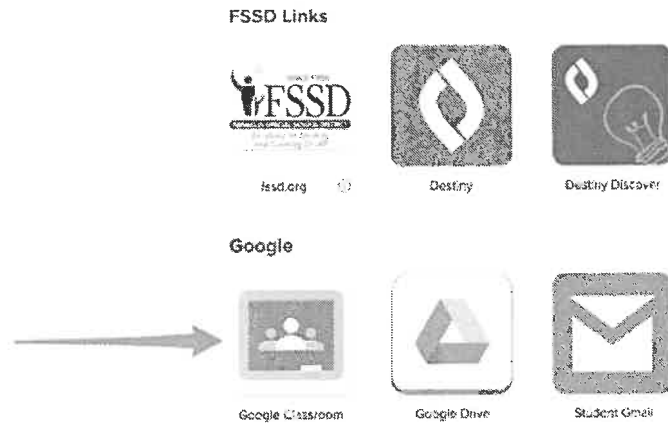 FSSD Links
FSSD
fssd.org
Destiny
Destiny Discover
Google
Google Classroom
Google Drive
Student Gmail